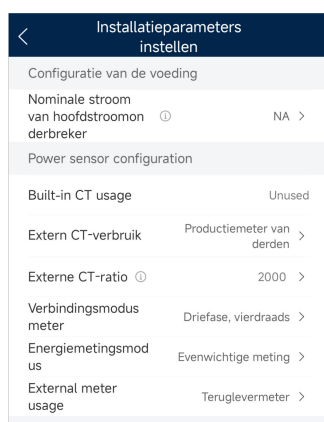 Installatieparameters
instellen
Configuratie van de voeding
Nominale stroom
van hoofdstroomon
derbreker
NA
Power sensor configuration
Built-in CT usage
Unused
Extern CT-verbruik
Productiemeter van
derden
Externe CT-ratio
2000
Verbindingsmodus
meter
Driefase, vierdraads
Energiemetingsmod
us
Evenwichtige meting
External meter
usage
Teruglevermeter